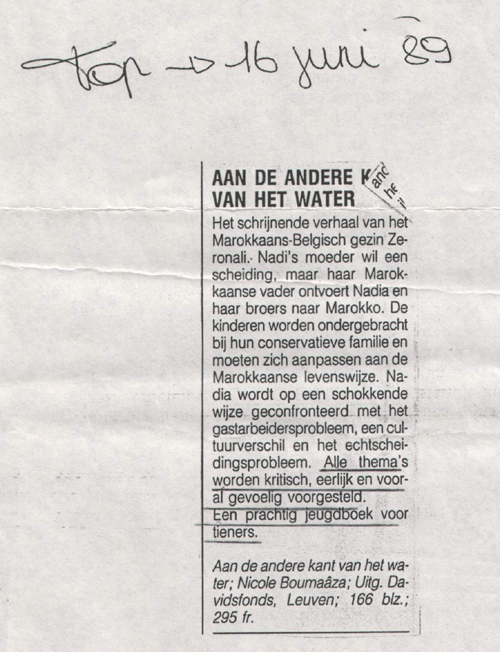 Top → 16 juni 89
AAN DE ANDERE K
VAN HET WATER
Het schrijnende verhaal van het
Marokkaans-Belgisch gezin Ze-
ronali. Nadi's moeder wil een
scheiding, maar haar Marok-
kaanse vader ontvoert Nadia en
haar broers naar Marokko. De
kinderen worden ondergebracht
bij hun conservatieve familie en
moeten zich aanpassen aan de
Marokkaanse levenswijze. Na-
dia wordt op een schokkende
wijze geconfronteerd met het
gastarbeidersprobleem, een cul-
tuurverschil en het echtschei-
dingsprobleem. Alle thema's
worden kritisch, eerlijk en voor-
al gevoelig voorgesteld.
Een prachtig jeugdboek voor
tieners.
Aan de andere kant van het wa-
ter; Nicole Boumaâza; Uitg. Da-
vidsfonds, Leuven; 166 blz.;
295 fr.